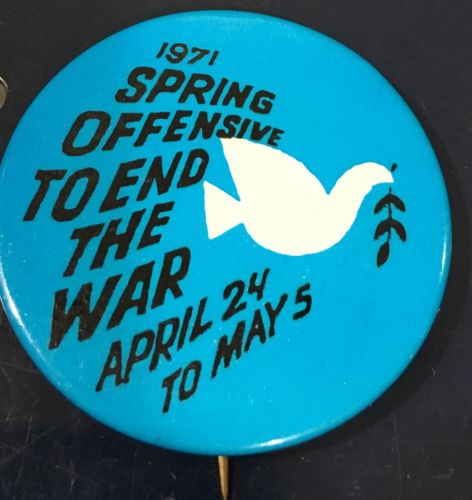 1971
SPRING
OFFENSIVE
TO END
THE
WAR
APRIL 24
TO MAY 5